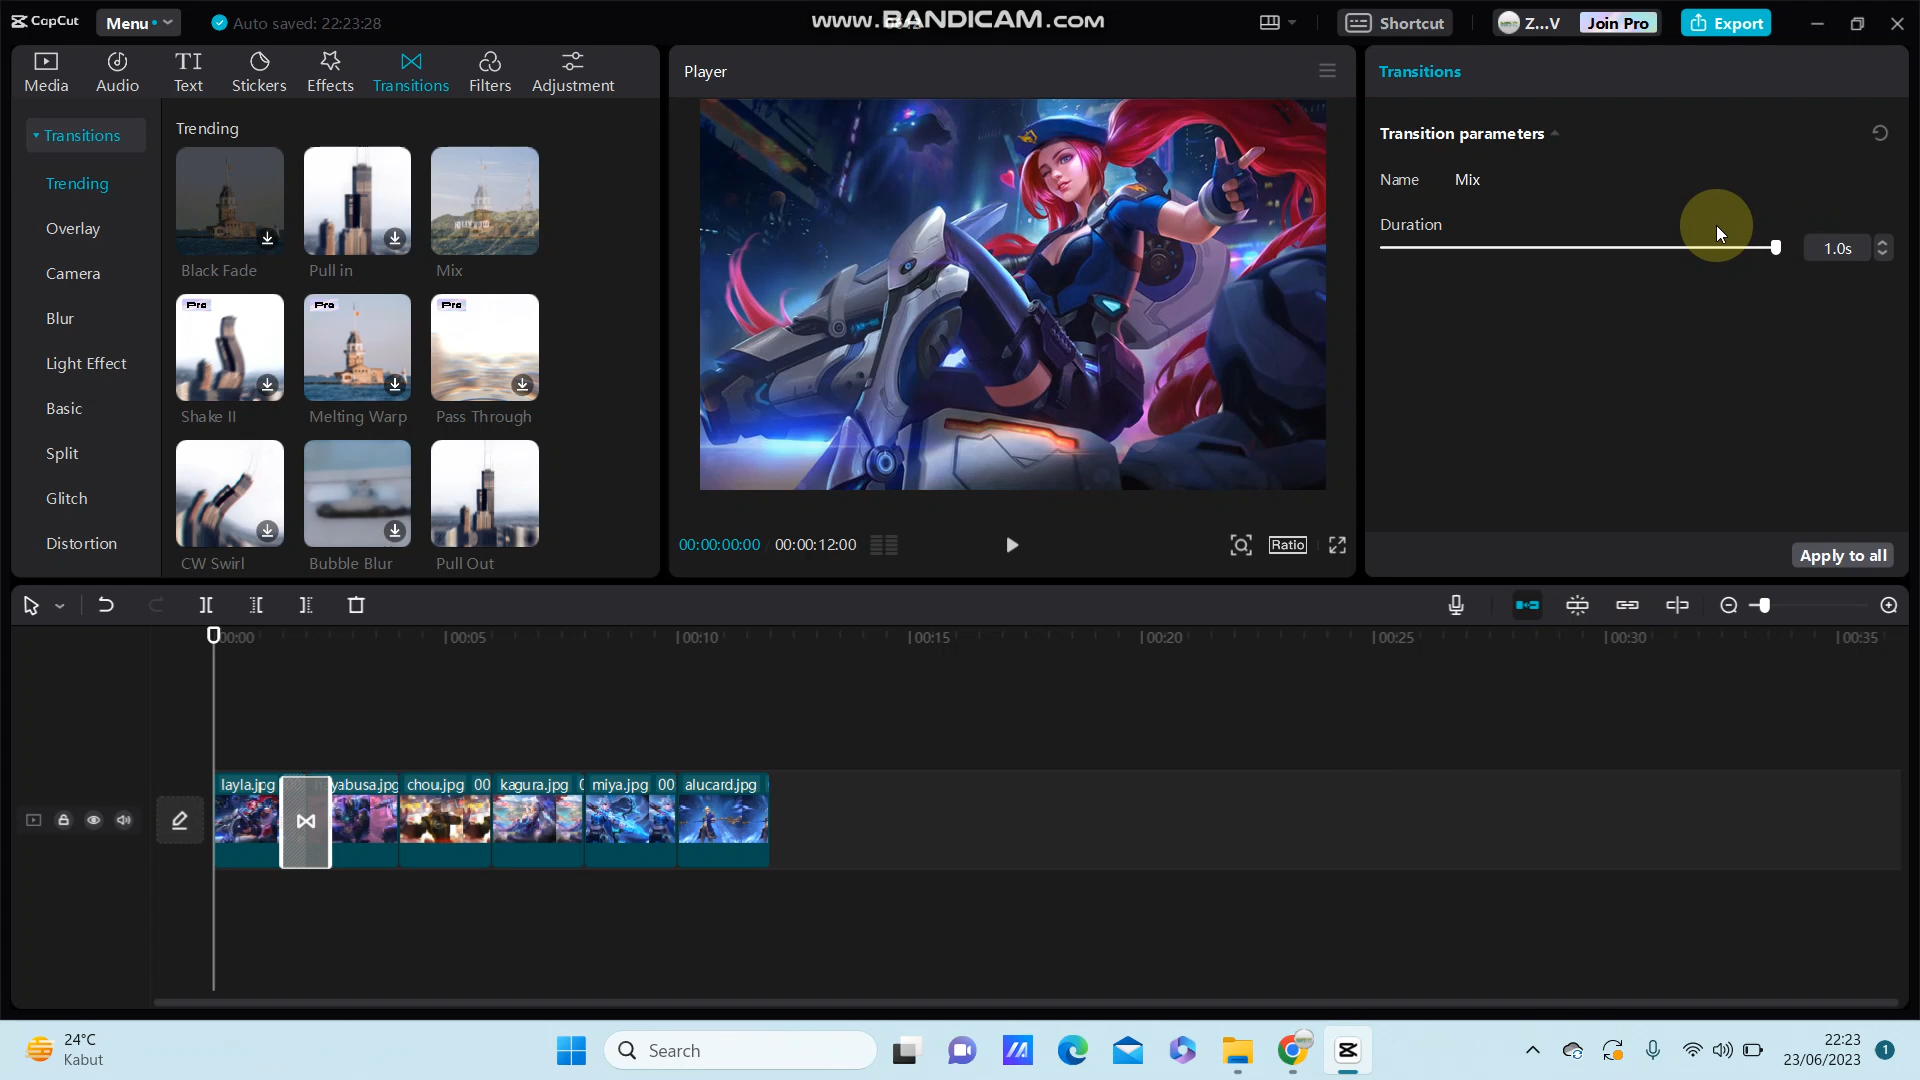 CapCut
Menu
Auto saved: 22:23:28
www.BANDICAM.com
Shortcut
Z...V
Join Pro
Export
Media
Audio
Text
Stickers
Effects
Transitions
Filters
Adjustment
Transitions
Trending
Overlay
Camera
Blur
Light Effect
Basic
Split
Glitch
Distortion
Trending
Black Fade
Pull in
Mix
Pro
Pro
Pro
Shake II
Melting Warp
Pass Through
CW Swirl
Bubble Blur
Pull Out
Player
00:00:00:00
00:00:12:00
Ratio
Transitions
Transition parameters
Name
Mix
Duration
1.0s
Apply to all
00:00
00:05
00:10
00:15
00:20
00:25
00:30
00:35
layla.jpg
yabusa.jpg
chou.jpg 00
kagura.jpg
miya.jpg 00
alucard.jpg
24°C
Kabut
Search
22:23
23/06/2023
1